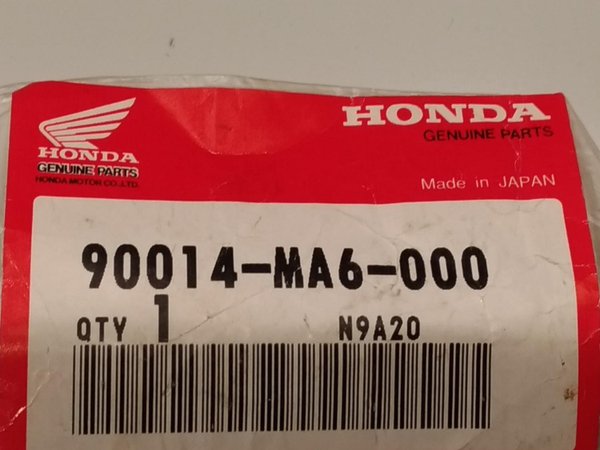 HONDA
GENUINE PARTS
HONDA MOTOR CO.,LTD.
HONDA
GENUINE PARTS
Made in JAPAN
90014-MA6-000
QTY 1 N9A20